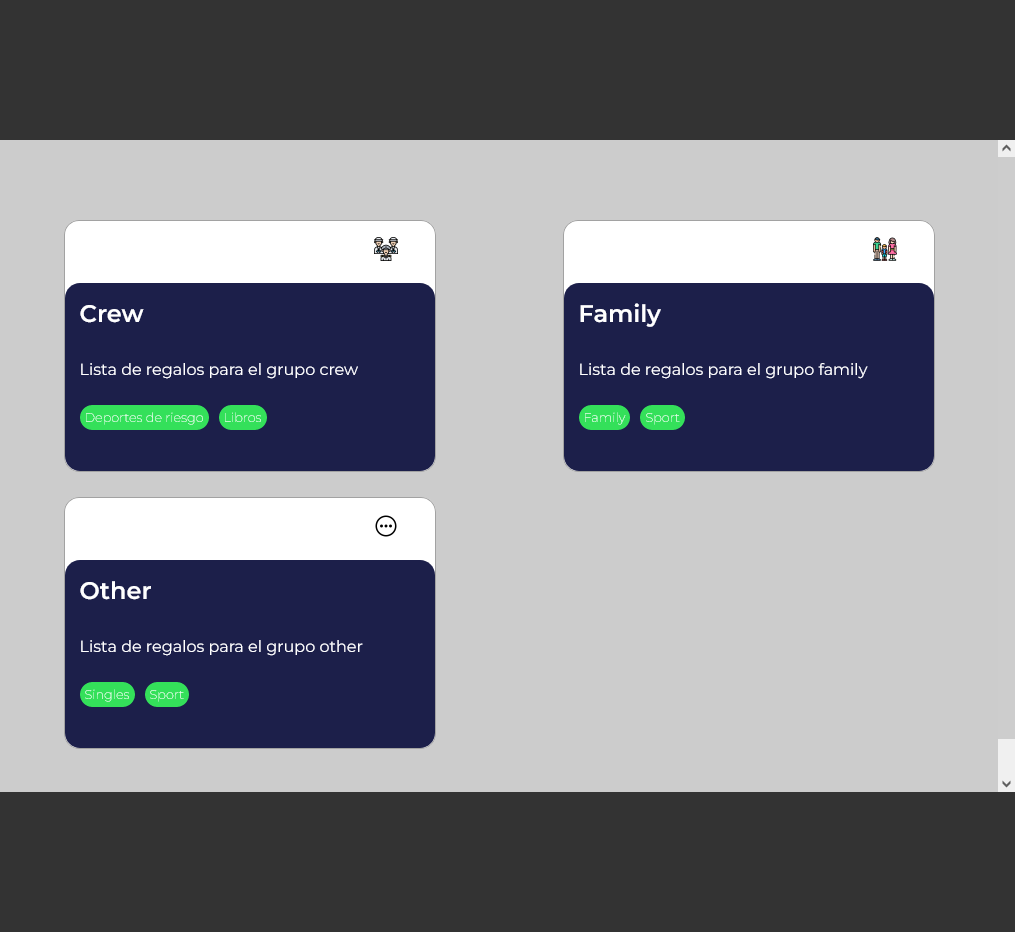 Crew
Lista de regalos para el grupo crew
Deportes de riesgo Libros
Family
Lista de regalos para el grupo family
Family Sport
Other
Lista de regalos para el grupo other
Singles Sport